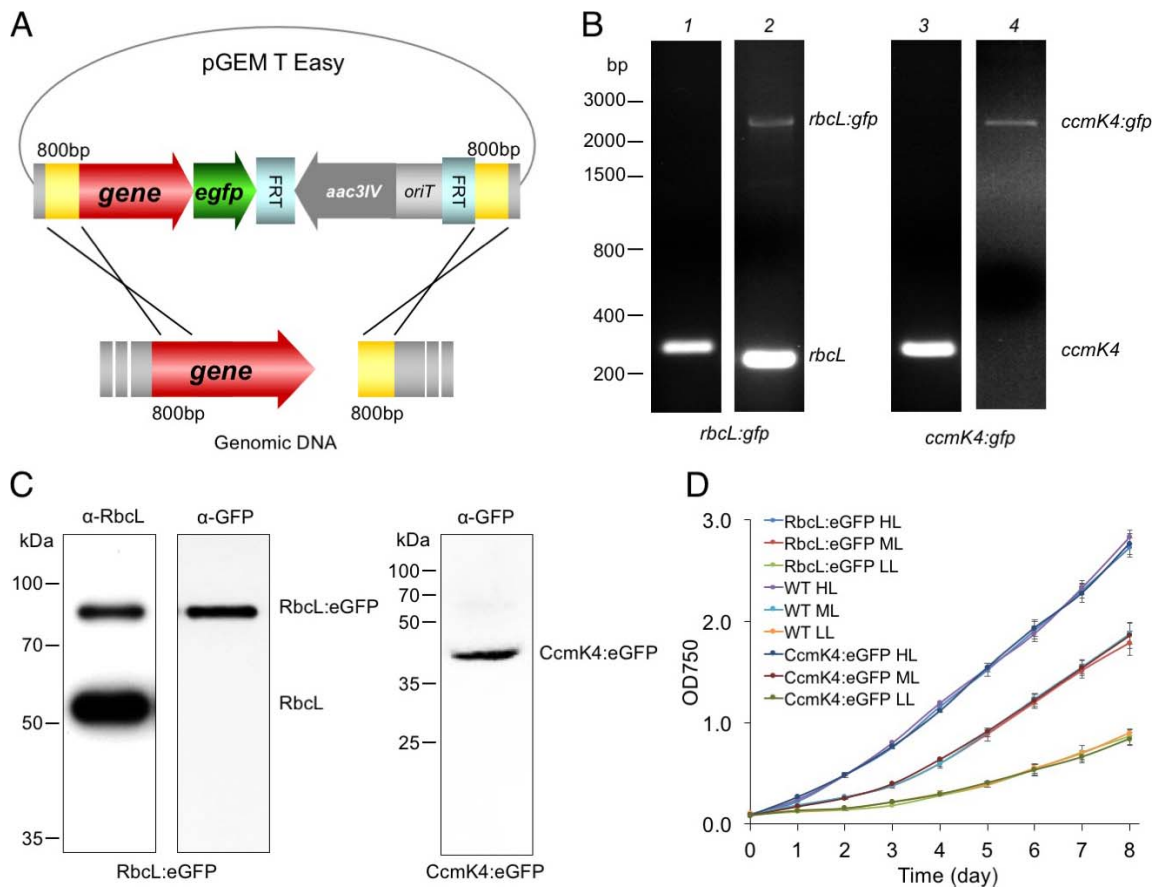 A
pGEM T Easy
800bp
800bp
gene
egfp
FRT
aac3IV
oriT
FRT
gene
800bp
800bp
Genomic DNA
B
1 2 3 4
bp
3000
2000
1500
800
400
200
rbcL:gfp
rbcL
ccmK4:gfp
ccmK4
rbcL:gfp
ccmK4:gfp
C
α-RbcL
α-GFP
kDa
100
70
50
35
RbcL:eGFP
RbcL
RbcL:eGFP
α-GFP
kDa
100
70
50
35
25
CcmK4:eGFP
CcmK4:eGFP
D
RbcL:eGFP HL
RbcL:eGFP ML
RbcL:eGFP LL
WT HL
WT ML
WT LL
CcmK4:eGFP HL
CcmK4:eGFP ML
CcmK4:eGFP LL
OD750
3.0
2.0
1.0
0.0
0 1 2 3 4 5 6 7 8
Time (day)